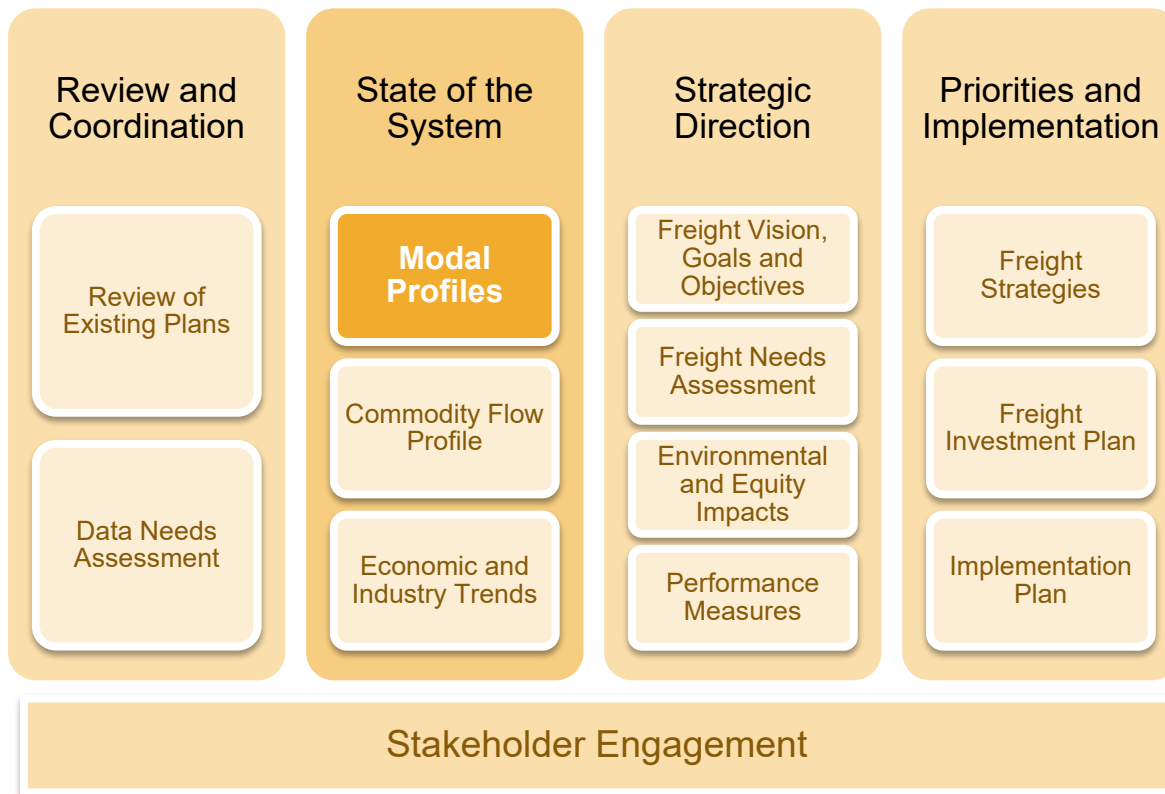 Review and
Coordination
Review of
Existing Plans
Data Needs
Assessment
State of the
System
Modal
Profiles
Commodity Flow
Profile
Economic and
Industry Trends
Strategic
Direction
Freight Vision,
Goals and
Objectives
Freight Needs
Assessment
Environmental
and Equity
Impacts
Performance
Measures
Priorities and
Implementation
Freight
Strategies
Freight
Investment Plan
Implementation
Plan
Stakeholder Engagement